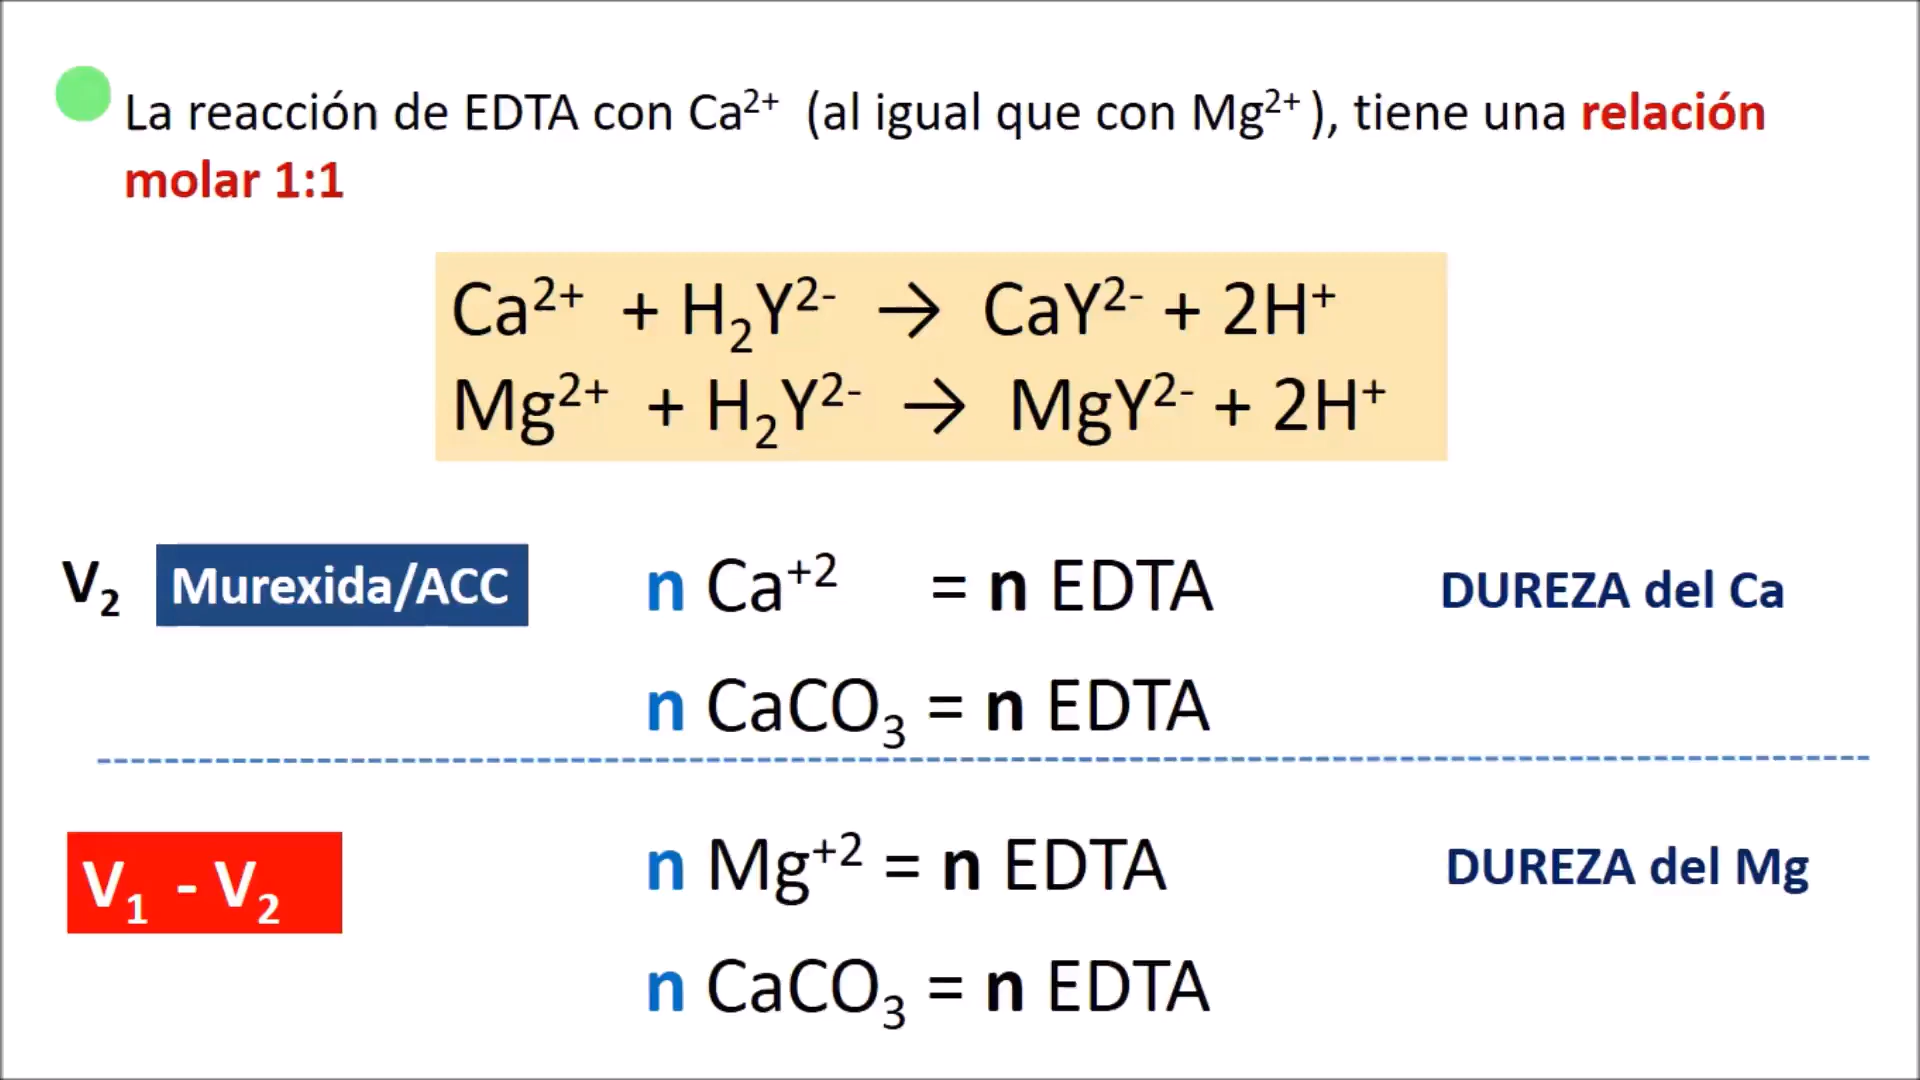 La reacción de EDTA con Ca²⁺ (al igual que con Mg²⁺ ), tiene una relación
molar 1:1
Ca²⁺ + H₂Y²⁻ → CaY²⁻ + 2H⁺
Mg²⁺ + H₂Y²⁻ → MgY²⁻ + 2H⁺
V₂ Murexida/ACC n Ca⁺² = n EDTA DUREZA del Ca
n CaCO₃ = n EDTA
V₁ - V₂ n Mg⁺² = n EDTA DUREZA del Mg
n CaCO₃ = n EDTA